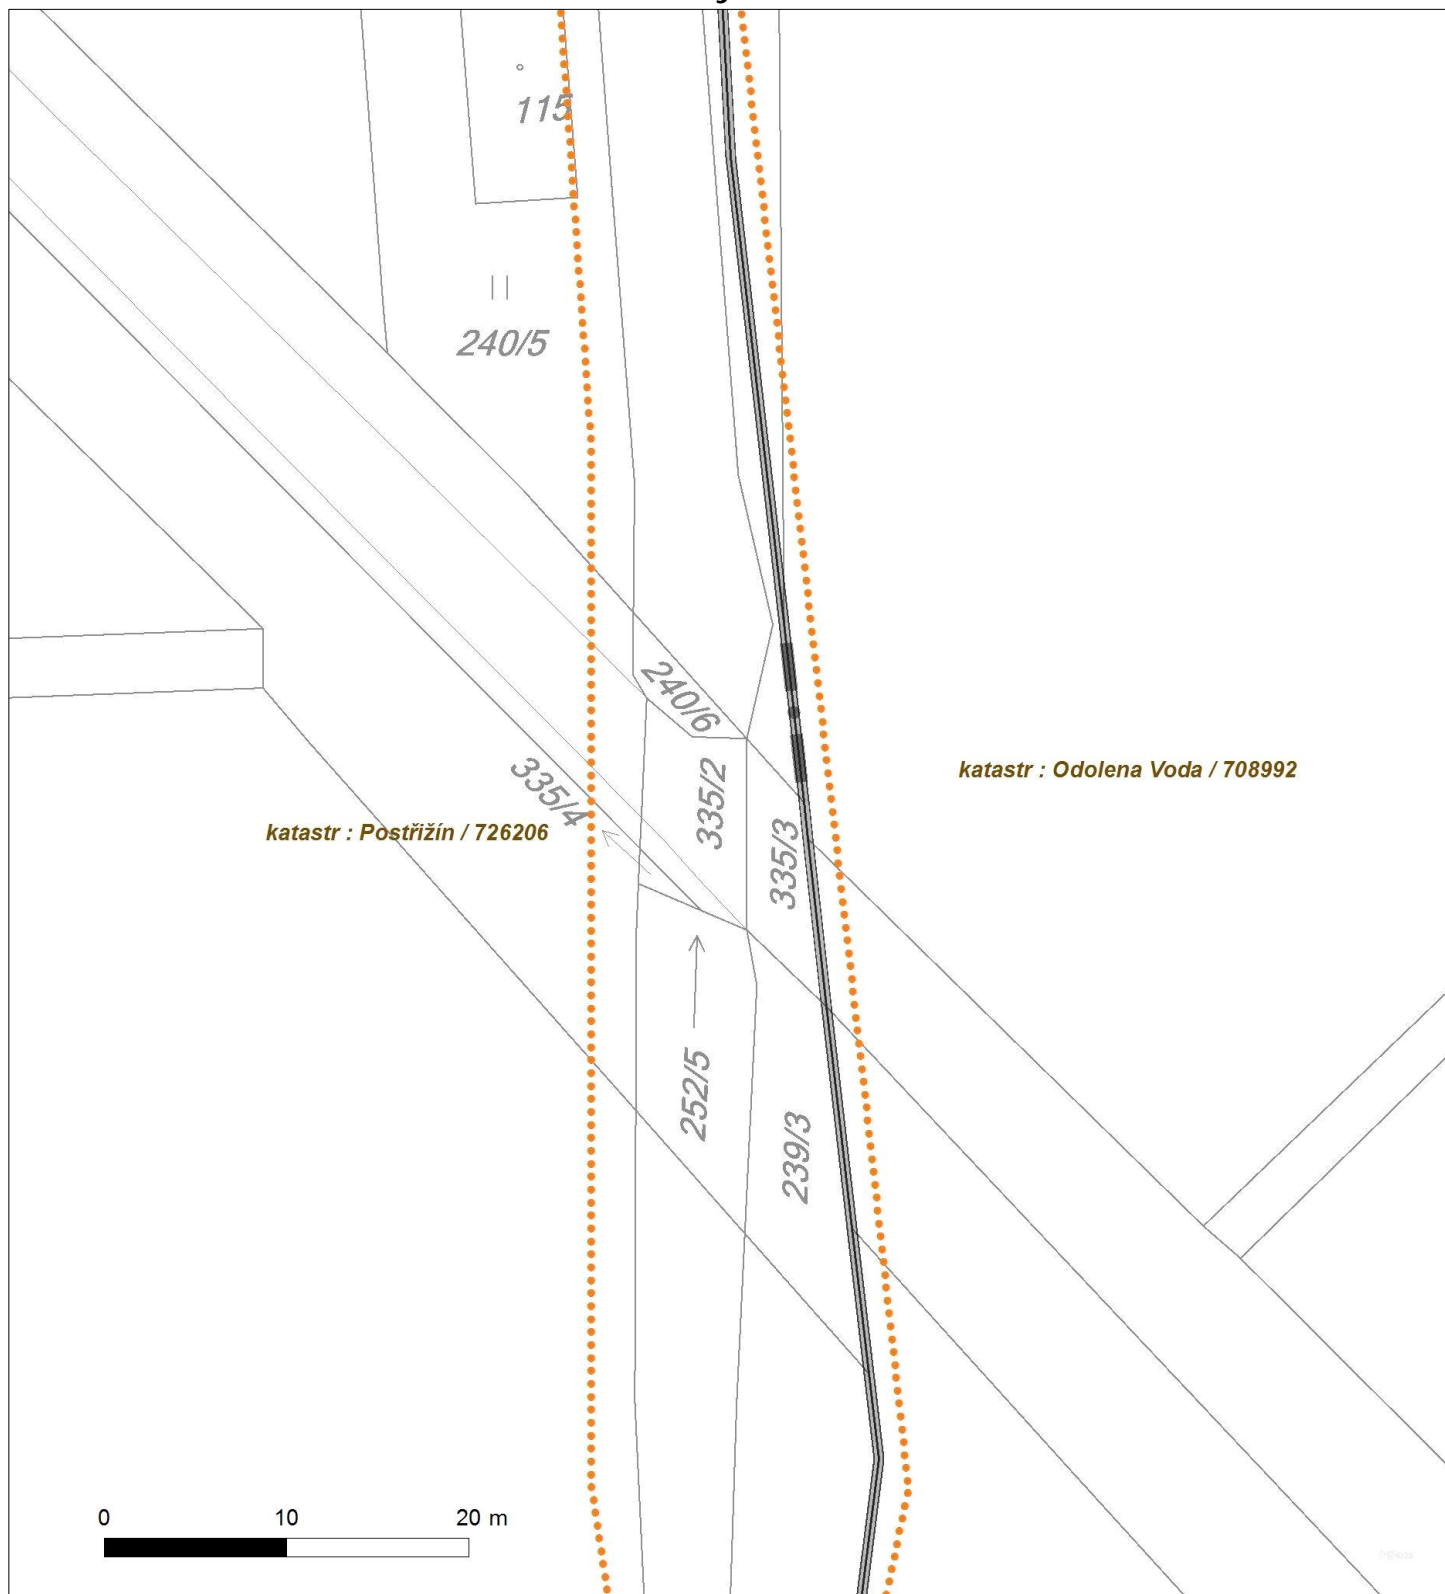 115
240/5
240/6
335/2
335/4
katastr : Odolena Voda / 708992
335/3
katastr : Postřižín / 726206
252/5
239/3
0 10 20 m